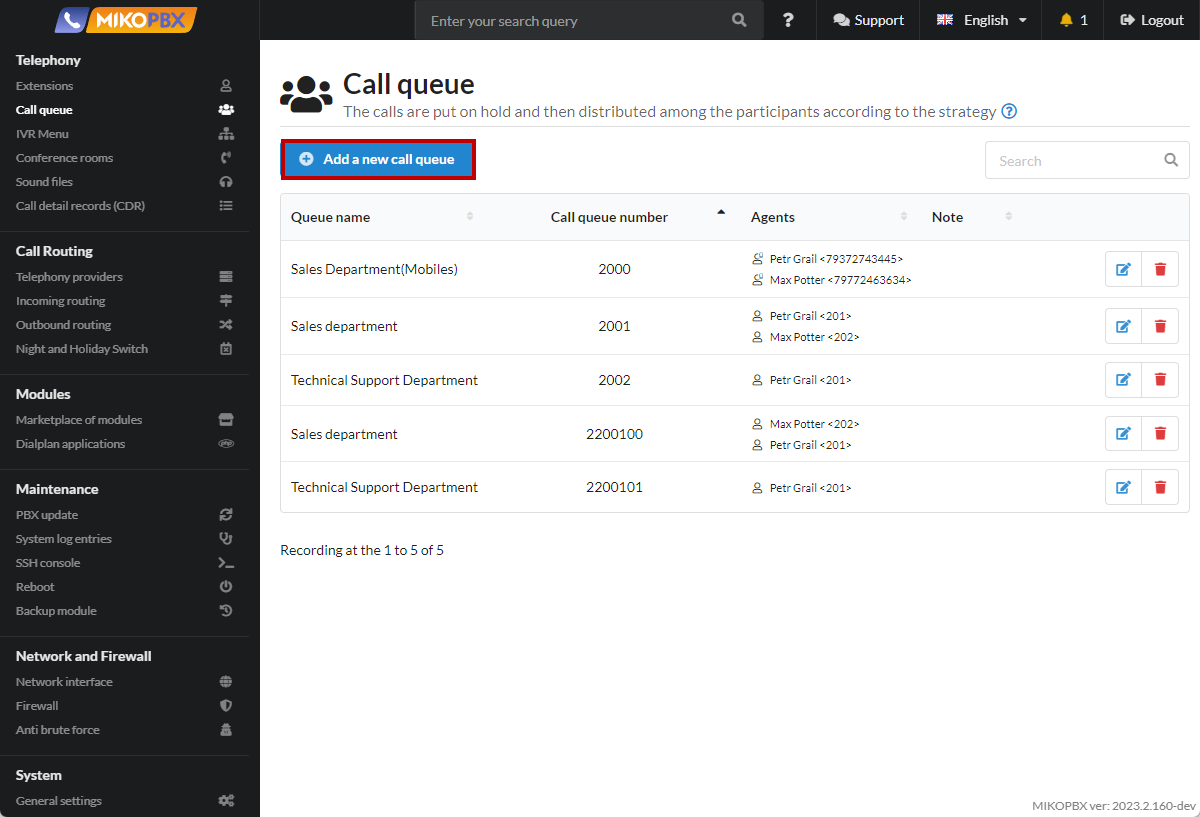 MIKOPBX
Enter your search query
?
Support
English
1
Logout
Telephony
Extensions
Call queue
IVR Menu
Conference rooms
Sound files
Call detail records (CDR)
Call Routing
Telephony providers
Incoming routing
Outbound routing
Night and Holiday Switch
Modules
Marketplace of modules
Dialplan applications
php
Maintenance
PBX update
System log entries
SSH console
Reboot
Backup module
Network and Firewall
Network interface
Firewall
Anti brute force
System
General settings
Call queue
The calls are put on hold and then distributed among the participants according to the strategy ?
Add a new call queue
Search
Queue name Call queue number Agents Note
Sales Department(Mobiles) 2000 Petr Grail <79372743445>
Max Potter <79772463634>
Sales department 2001 Petr Grail <201>
Max Potter <202>
Technical Support Department 2002 Petr Grail <201>
Sales department 2200100 Max Potter <202>
Petr Grail <201>
Technical Support Department 2200101 Petr Grail <201>
Recording at the 1 to 5 of 5
MIKOPBX ver: 2023.2.160-dev